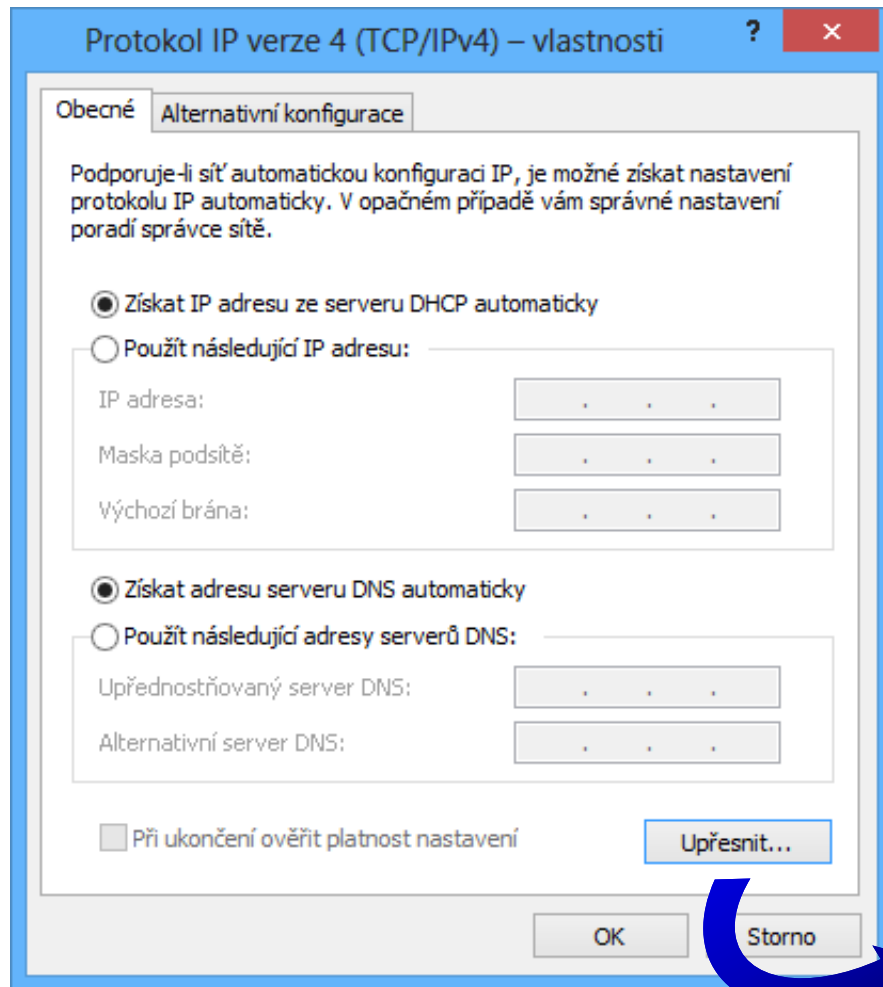 Protokol IP verze 4 (TCP/IPv4) – vlastnosti
?
Obecné
Alternativní konfigurace
Podporuje-li síť automatickou konfiguraci IP, je možné získat nastavení
protokolu IP automaticky. V opačném případě vám správné nastavení
poradí správce sítě.
Získat IP adresu ze serveru DHCP automaticky
Použít následující IP adresu:
IP adresa:
Maska podsítě:
Výchozí brána:
Získat adresu serveru DNS automaticky
Použít následující adresy serverů DNS:
Upřednostňovaný server DNS:
Alternativní server DNS:
Při ukončení ověřit platnost nastavení
Upřesnit...
OK
Storno